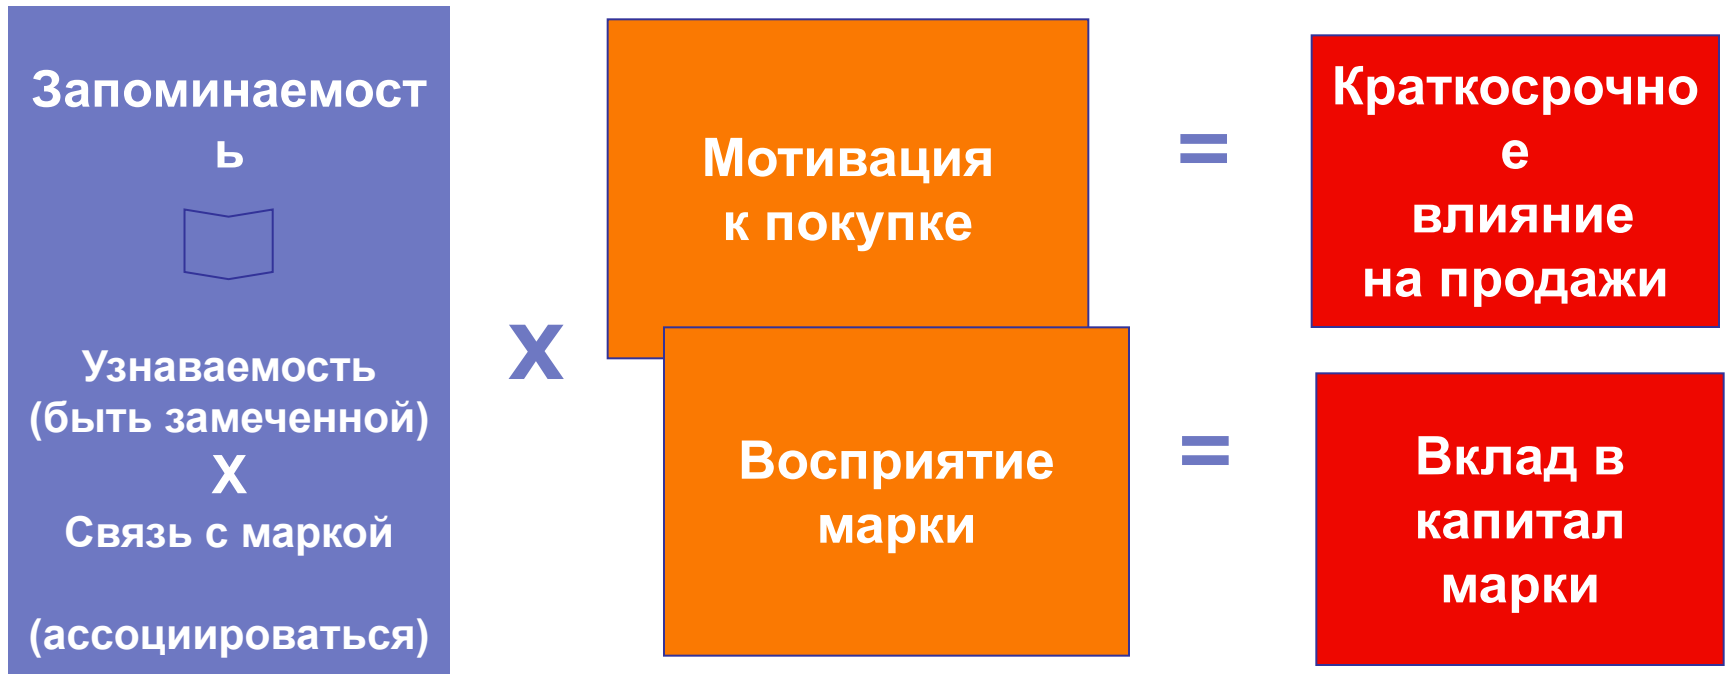 Запоминаемост
ь
Узнаваемость
(быть замеченной)
X
Связь с маркой
(ассоциироваться)
X
Мотивация
к покупке
Восприятие
марки
=
Краткосрочно
е
влияние
на продажи
=
Вклад в
капитал
марки